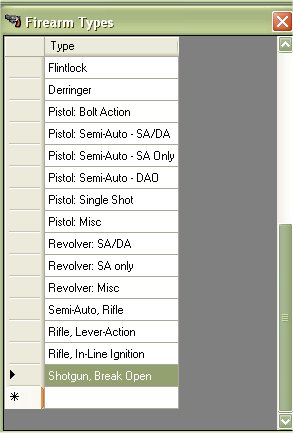 Firearm Types
Type
Flintlock
Derringer
Pistol: Bolt Action
Pistol: Semi-Auto - SA/DA
Pistol: Semi-Auto - SA Only
Pistol: Semi-Auto - DAO
Pistol: Single Shot
Pistol: Misc
Revolver: SA/DA
Revolver: SA only
Revolver: Misc
Semi-Auto, Rifle
Rifle, Lever-Action
Rifle, In-Line Ignition
Shotgun, Break Open